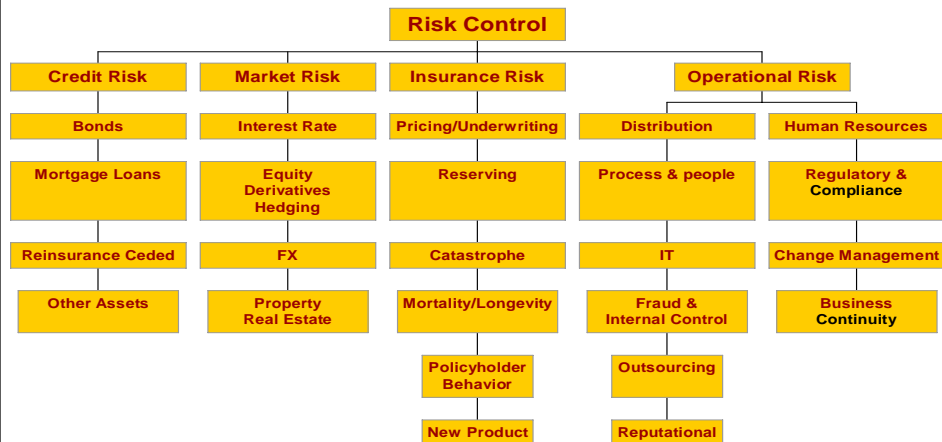 Risk Control
Credit Risk
Market Risk
Insurance Risk
Operational Risk
Bonds
Interest Rate
Pricing/Underwriting
Distribution
Human Resources
Mortgage Loans
Equity
Derivatives
Hedging
Reserving
Process & people
Regulatory &
Compliance
Reinsurance Ceded
FX
Catastrophe
IT
Change Management
Other Assets
Property
Real Estate
Mortality/Longevity
Fraud &
Internal Control
Business
Continuity
Policyholder
Behavior
Outsourcing
New Product
Reputational